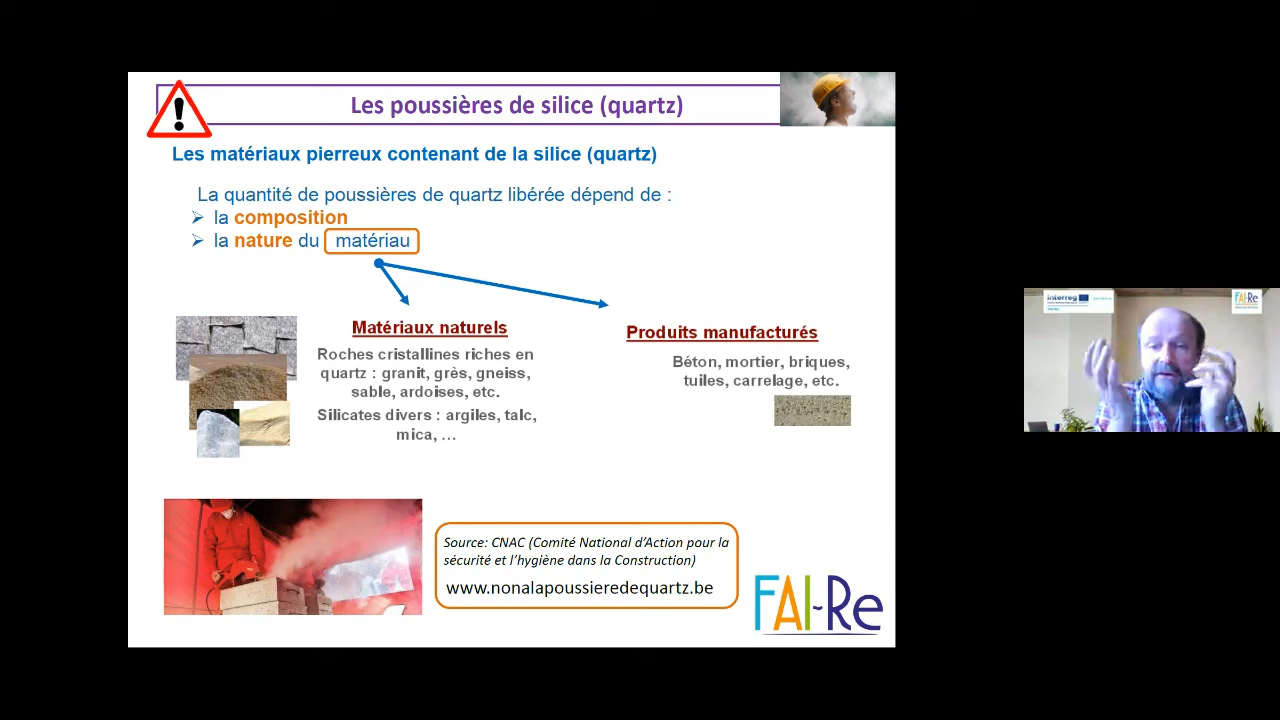 Les poussières de silice (quartz)
Les matériaux pierreux contenant de la silice (quartz)
La quantité de poussières de quartz libérée dépend de :
➢ la composition
➢ la nature du matériau
Matériaux naturels
Roches cristallines riches en
quartz : granit, grès, gneiss,
sable, ardoises, etc.
Silicates divers : argiles, talc,
mica, …
Produits manufacturés
Béton, mortier, briques,
tuiles, carrelage, etc.
Source: CNAC (Comité National d’Action pour la
sécurité et l’hygiène dans la Construction)
www.nonalapoussieredequartz.be
FAI~Re
Interreg
FAI-Re